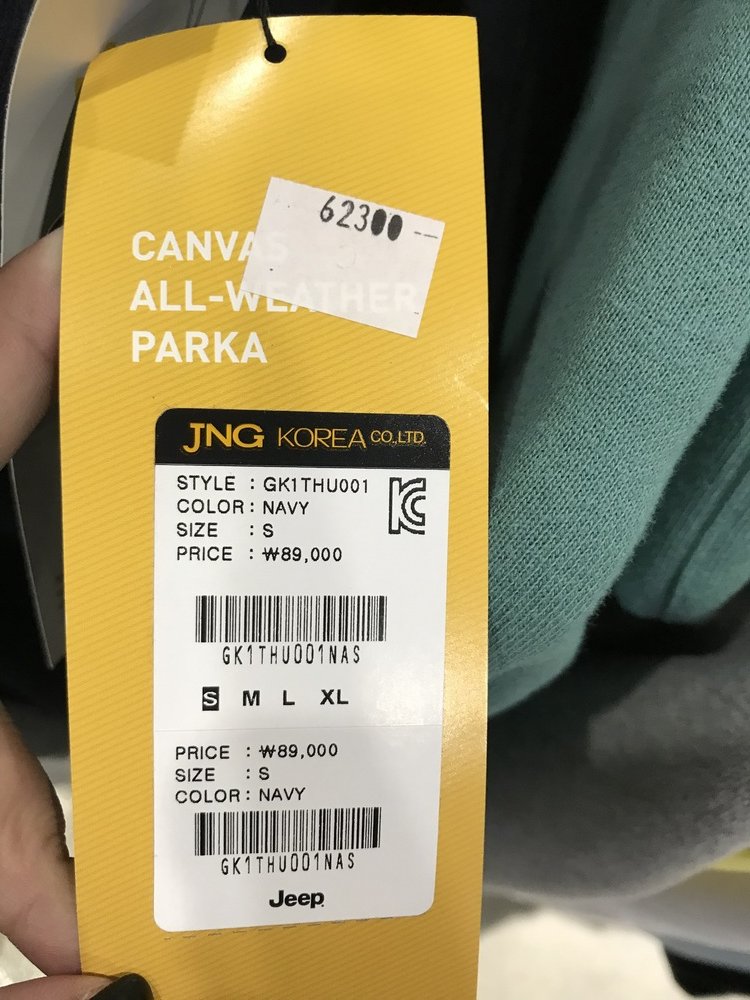 62300
CANVAS
ALL-WEATHER
PARKA
JNG KOREA CO.,LTD.
STYLE : GK1THU001
COLOR : NAVY
SIZE : S
PRICE : ₩89,000
GK1THU001NAS
S M L XL
PRICE : ₩89,000
SIZE : S
COLOR : NAVY
GK1THU001NAS
Jeep